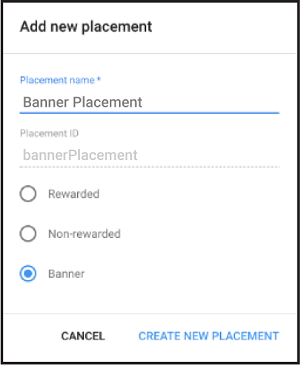 Add new placement
Placement name *
Banner Placement
Placement ID
bannerPlacement
Rewarded
Non-rewarded
Banner
CANCEL CREATE NEW PLACEMENT